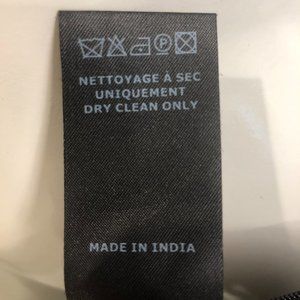 NETTOYAGE À SEC
UNIQUEMENT
DRY CLEAN ONLY
MADE IN INDIA